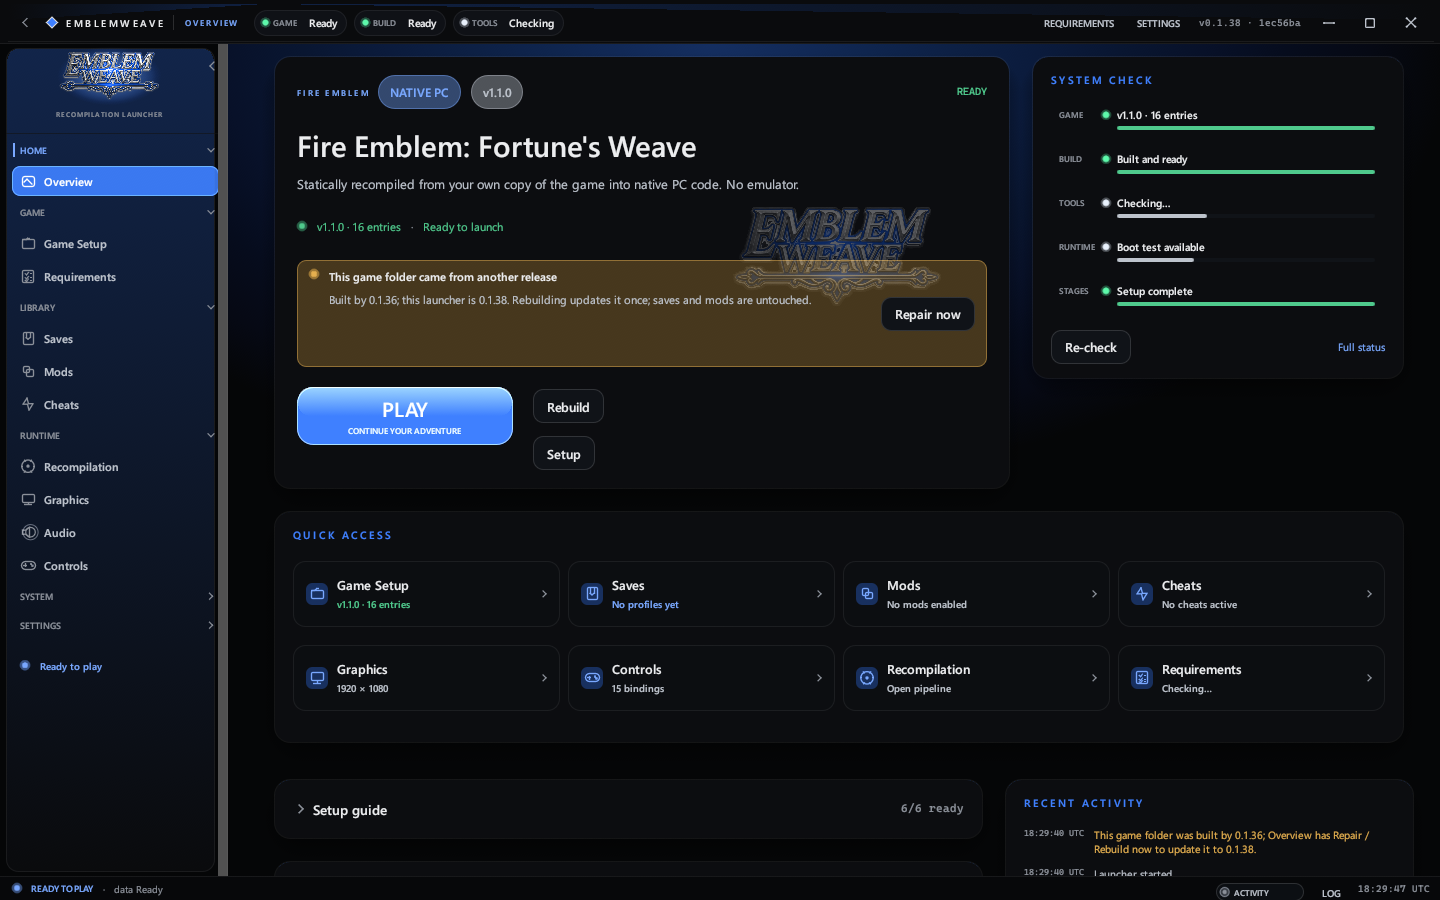 EMBLEMWEAVE
OVERVIEW
GAME Ready
BUILD Ready
TOOLS Checking
REQUIREMENTS
SETTINGS
v0.1.38 · 1ec56ba
EMBLEM
WEAVE
RECOMPILATION LAUNCHER
HOME
Overview
GAME
Game Setup
Requirements
LIBRARY
Saves
Mods
Cheats
RUNTIME
Recompilation
Graphics
Audio
Controls
SYSTEM
SETTINGS
Ready to play
FIRE EMBLEM
NATIVE PC
v1.1.0
READY
Fire Emblem: Fortune's Weave
Statically recompiled from your own copy of the game into native PC code. No emulator.
v1.1.0 · 16 entries · Ready to launch
EMBLEM
WEAVE
This game folder came from another release
Built by 0.1.36; this launcher is 0.1.38. Rebuilding updates it once; saves and mods are untouched.
Repair now
PLAY
CONTINUE YOUR ADVENTURE
Rebuild
Setup
SYSTEM CHECK
GAME v1.1.0 · 16 entries
BUILD Built and ready
TOOLS Checking...
RUNTIME Boot test available
STAGES Setup complete
Re-check
Full status
QUICK ACCESS
Game Setup
v1.1.0 · 16 entries
Saves
No profiles yet
Mods
No mods enabled
Cheats
No cheats active
Graphics
1920 × 1080
Controls
15 bindings
Recompilation
Open pipeline
Requirements
Checking...
Setup guide
6/6 ready
RECENT ACTIVITY
18:29:40 UTC This game folder was built by 0.1.36; Overview has Repair /
Rebuild now to update it to 0.1.38.
18:29:40 UTC Launcher started
READY TO PLAY · data Ready
ACTIVITY
LOG
18:29:47 UTC